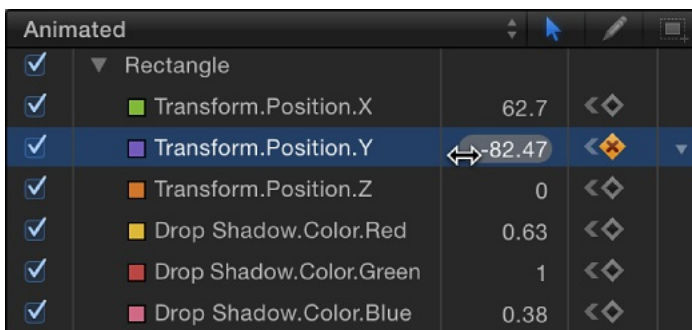 Animated
Rectangle
Transform.Position.X 62.7
Transform.Position.Y -82.47
Transform.Position.Z 0
Drop Shadow.Color.Red 0.63
Drop Shadow.Color.Green 1
Drop Shadow.Color.Blue 0.38